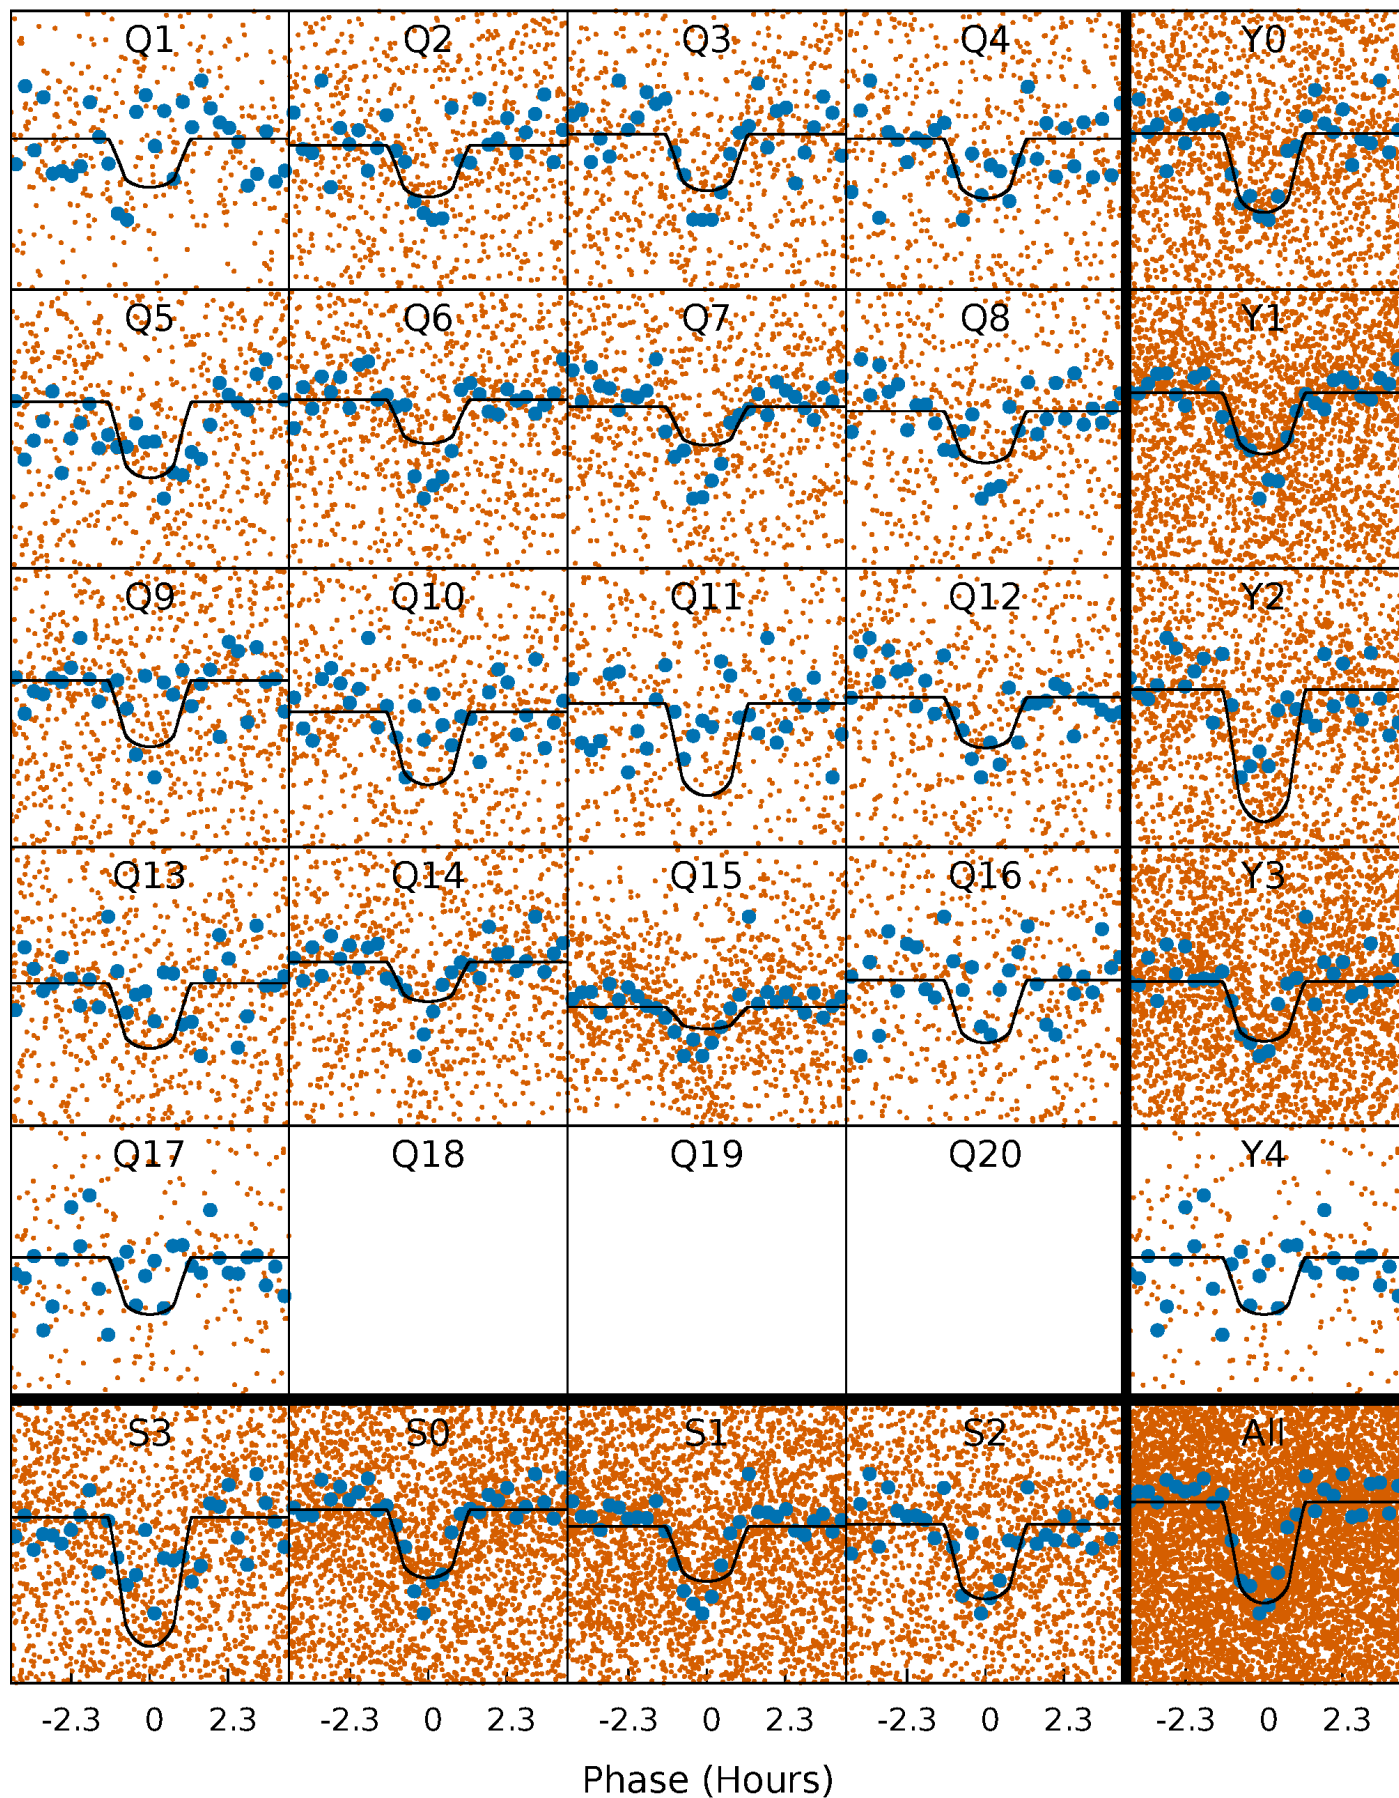 Q1 Q2 Q3 Q4 Y0
Q5 Q6 Q7 Q8 Y1
Q9 Q10 Q11 Q12 Y2
Q13 Q14 Q15 Q16 Y3
Q17 Q18 Q19 Q20 Y4
S3 S0 S1 S2 All
-2.3 0 2.3 -2.3 0 2.3 -2.3 0 2.3 -2.3 0 2.3 -2.3 0 2.3
Phase (Hours)